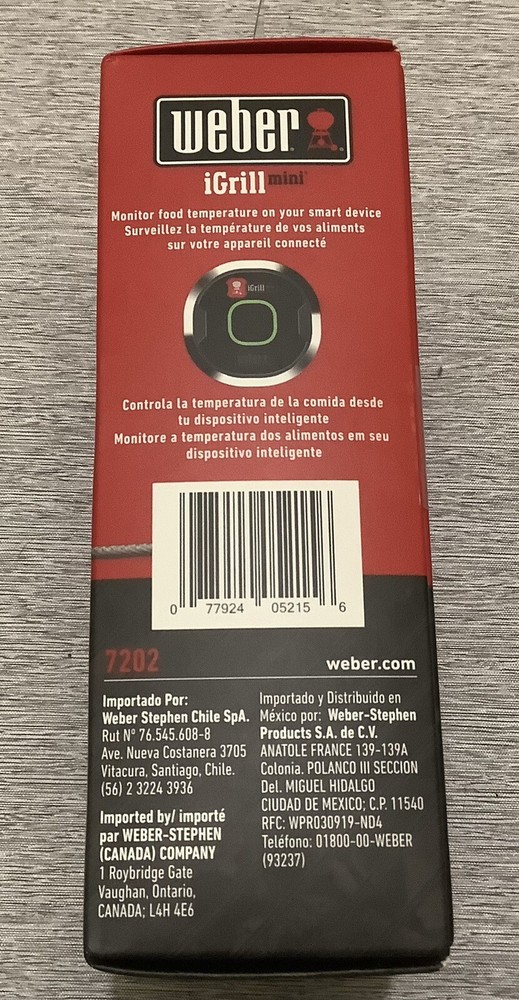 weber
iGrill mini
Monitor food temperature on your smart device
Surveillez la température de vos aliments
sur votre appareil connecté
iGrill
Controla la temperatura de la comida desde
tu dispositivo inteligente
Monitore a temperatura dos alimentos em seu
dispositivo inteligente
0 77924 05215 6
7202
weber.com
Importado Por:
Weber Stephen Chile SpA.
Rut N° 76.545.608-8
Ave. Nueva Costanera 3705
Vitacura, Santiago, Chile.
(56) 2 3224 3936
Imported by/ importé
par WEBER-STEPHEN
(CANADA) COMPANY
1 Roybridge Gate
Vaughan, Ontario,
CANADA; L4H 4E6
Importado y Distribuido en
México por: Weber-Stephen
Products S.A. de C.V.
ANATOLE FRANCE 139-139A
Colonia. POLANCO III SECCION
Del. MIGUEL HIDALGO
CIUDAD DE MEXICO; C.P. 11540
RFC: WPR030919-ND4
Teléfono: 01800-00-WEBER
(93237)